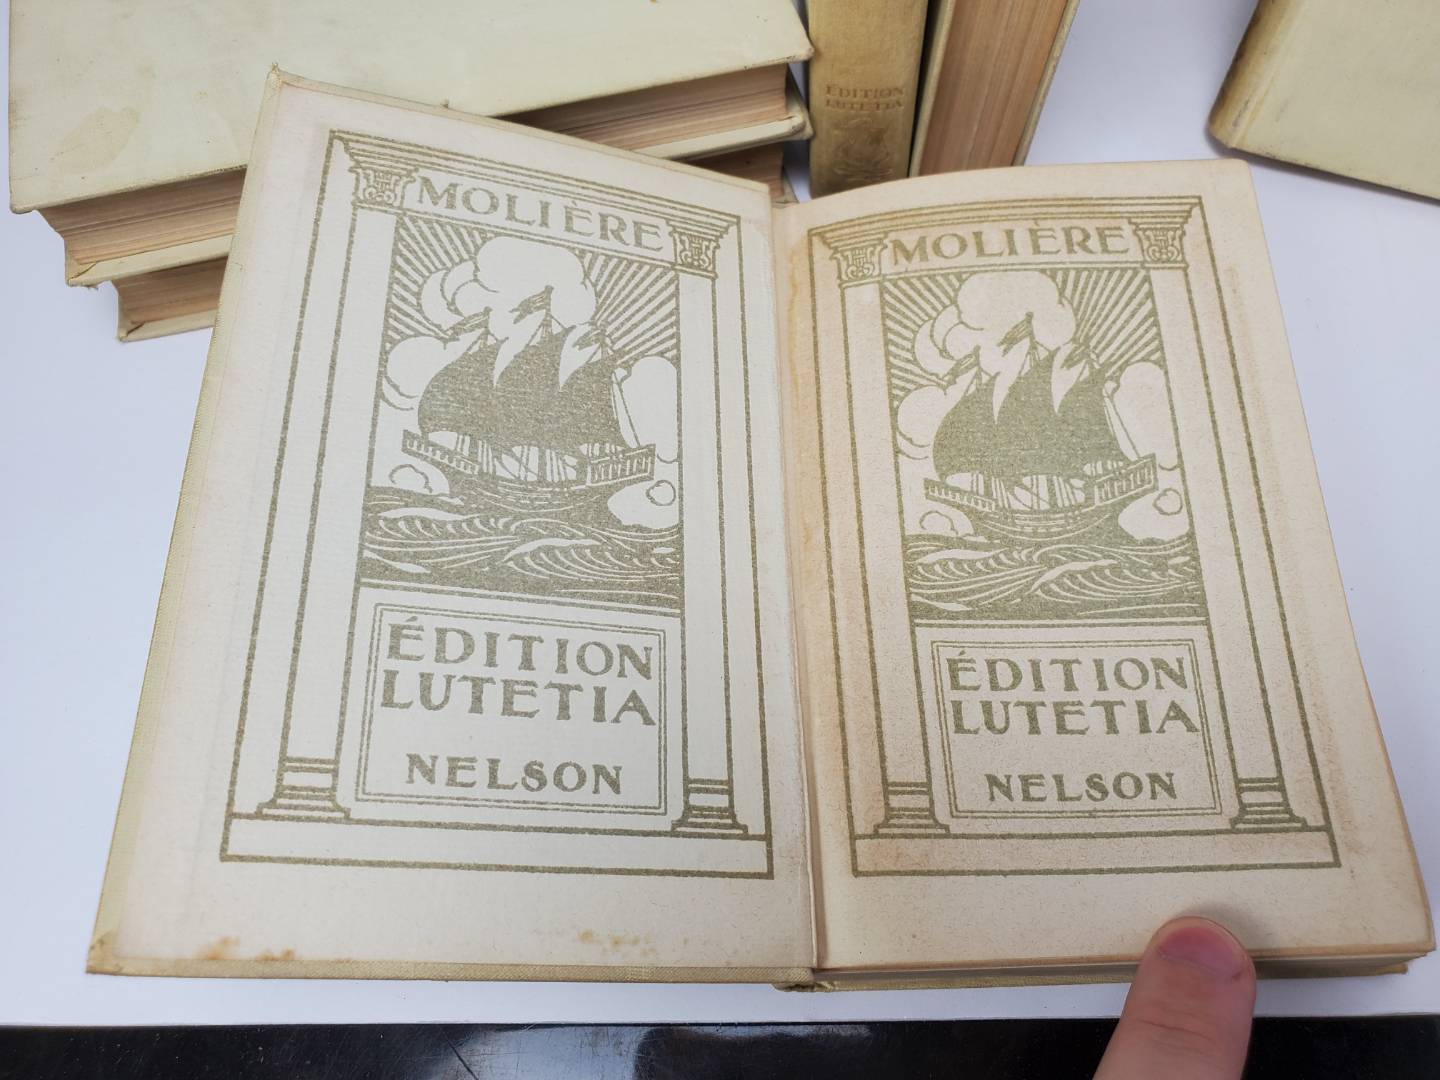 ÉDITION
LUTETIA
MOLIÈRE
ÉDITION
LUTETIA
NELSON
MOLIÈRE
ÉDITION
LUTETIA
NELSON